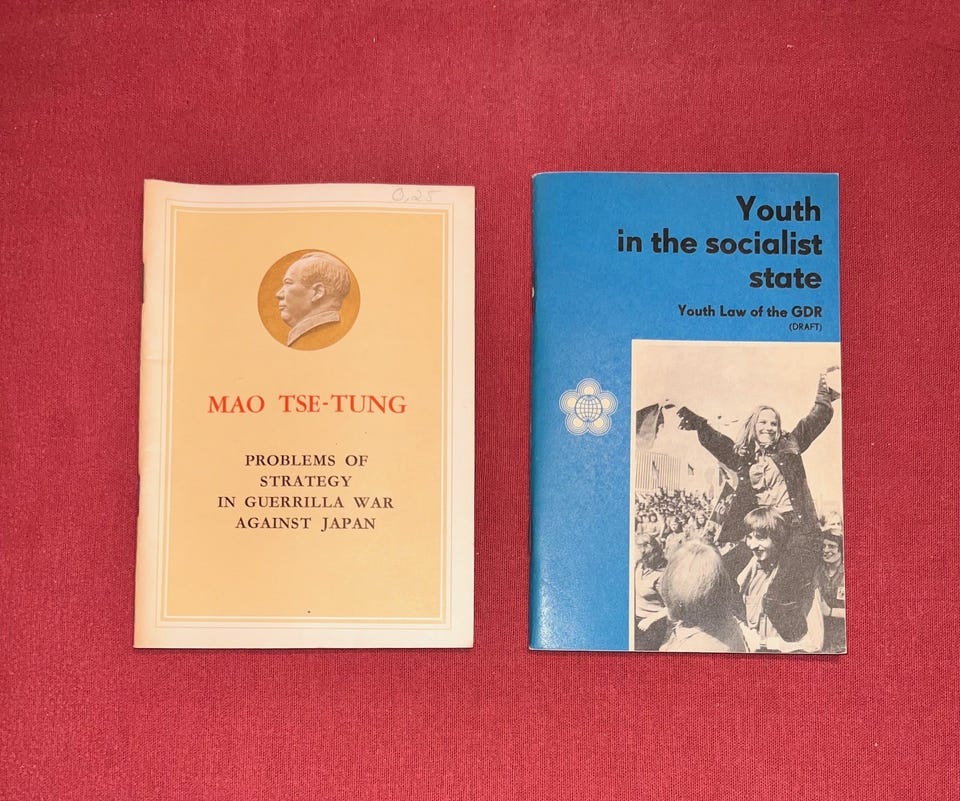 0,25
MAO TSE-TUNG
PROBLEMS OF
STRATEGY
IN GUERRILLA WAR
AGAINST JAPAN
Youth
in the socialist
state
Youth Law of the GDR
(DRAFT)